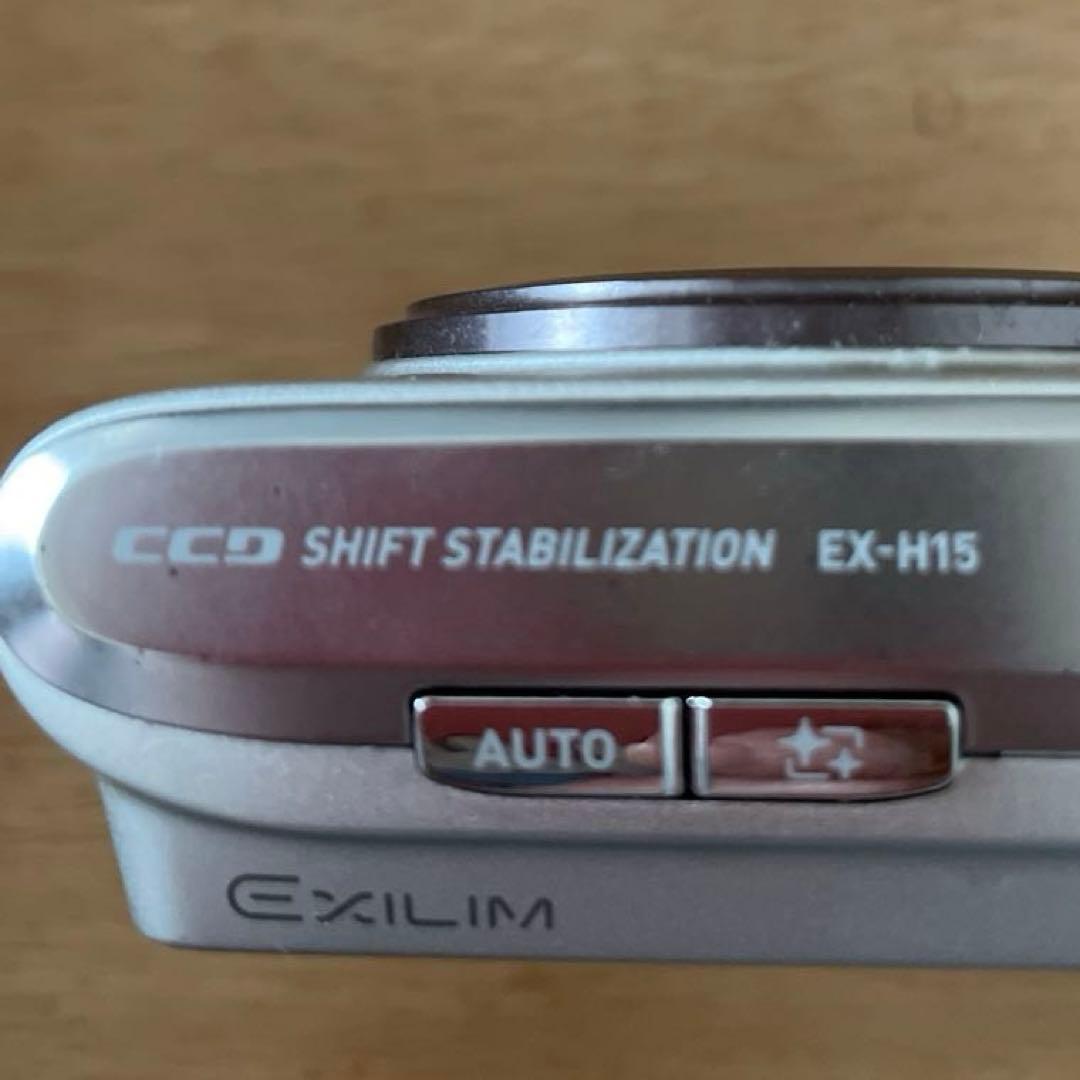 CCD SHIFT STABILIZATION EX-H15
AUTO
EXILIM